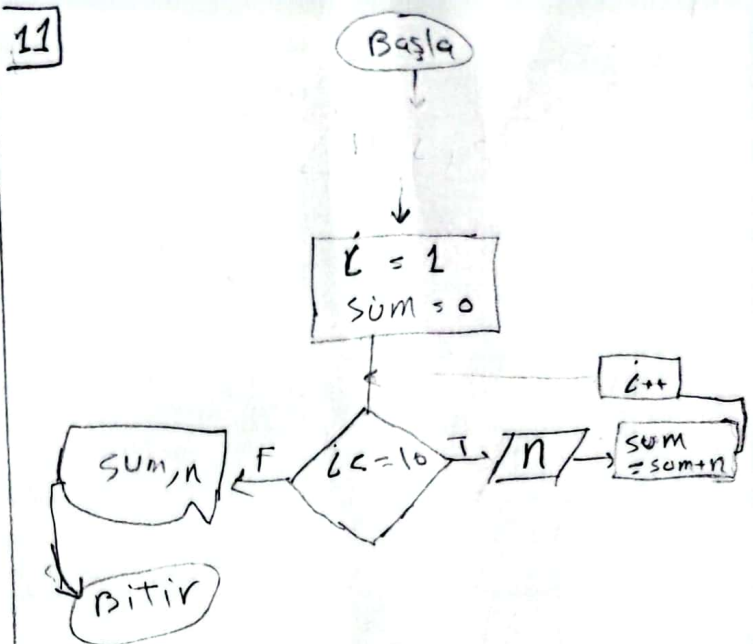 11
Başla
i = 1
sum = 0
i++
i <= 10
T
n
sum
= sum+n
F
sum, n
Bitir